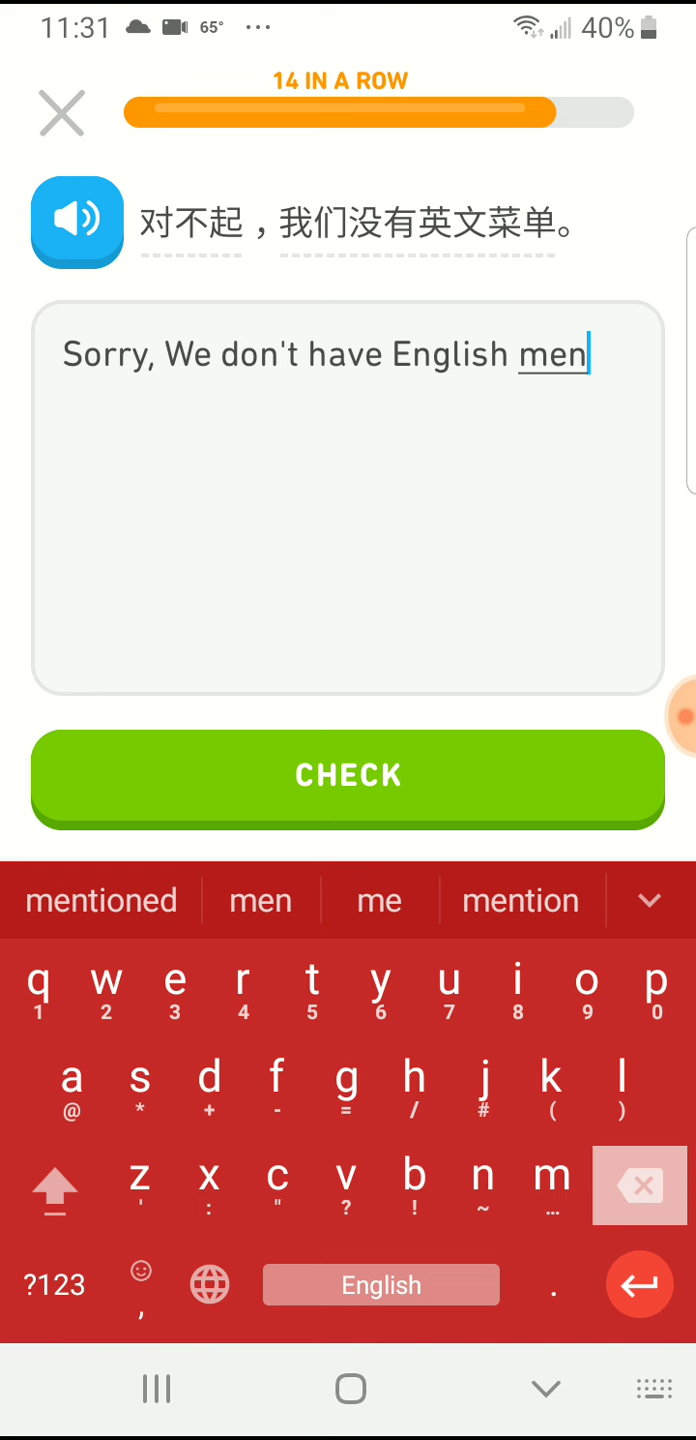 11:31 65° ... 40%
14 IN A ROW
对不起，我们没有英文菜单。
Sorry, We don't have English men
CHECK
mentioned men me mention
q w e r t y u i o p
1 2 3 4 5 6 7 8 9 0
a s d f g h j k l
@ * + - = / # ( )
z x c v b n m
' : " ? ! ~ ...
?123 , English .